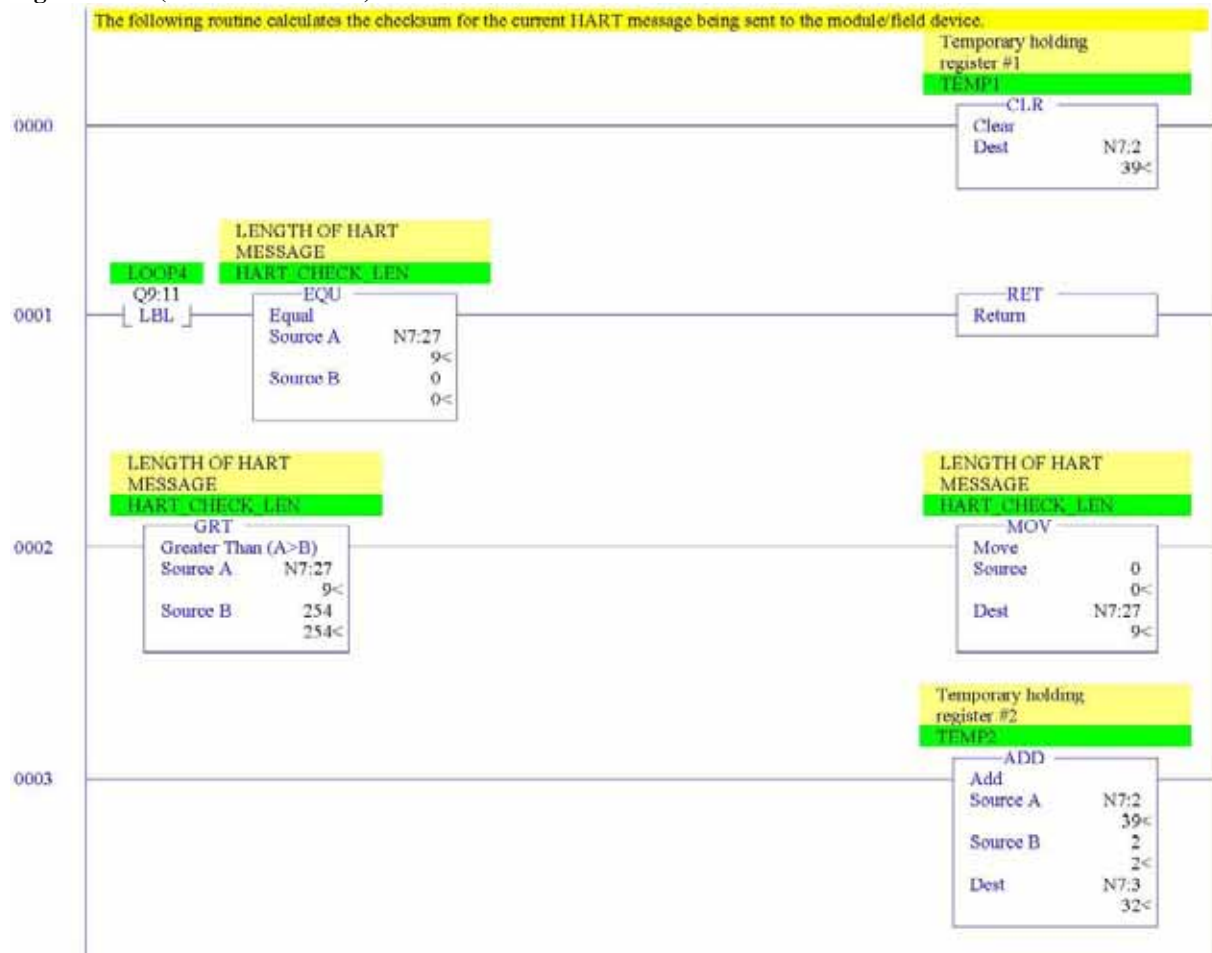 The following routine calculates the checksum for the current HART message being sent to the module/field device.
Temporary holding
register #1
TEMP1
0000
CLR
Clear
Dest N7:2
39<
LENGTH OF HART
MESSAGE
LOOP4 HART_CHECK_LEN
Q9:11
0001
LBL
EQU
Equal
Source A N7:27
9<
Source B 0
0<
RET
Return
LENGTH OF HART
MESSAGE
HART_CHECK_LEN
0002
GRT
Greater Than (A>B)
Source A N7:27
9<
Source B 254
254<
LENGTH OF HART
MESSAGE
HART_CHECK_LEN
MOV
Move
Source 0
0<
Dest N7:27
9<
Temporary holding
register #2
TEMP2
0003
ADD
Add
Source A N7:2
39<
Source B 2
2<
Dest N7:3
32<